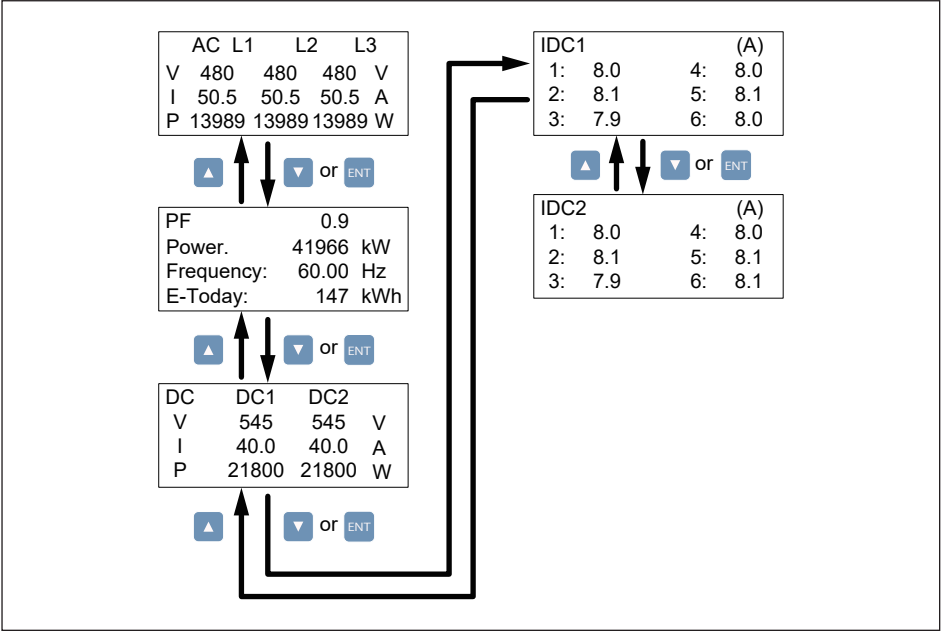 AC L1 L2 L3
V 480 480 480 V
I 50.5 50.5 50.5 A
P 13989 13989 13989 W
or ENT
PF 0.9
Power. 41966 kW
Frequency: 60.00 Hz
E-Today: 147 kWh
or ENT
DC DC1 DC2
V 545 545 V
I 40.0 40.0 A
P 21800 21800 W
or ENT
IDC1 (A)
1: 8.0 4: 8.0
2: 8.1 5: 8.1
3: 7.9 6: 8.0
or ENT
IDC2 (A)
1: 8.0 4: 8.0
2: 8.1 5: 8.1
3: 7.9 6: 8.1